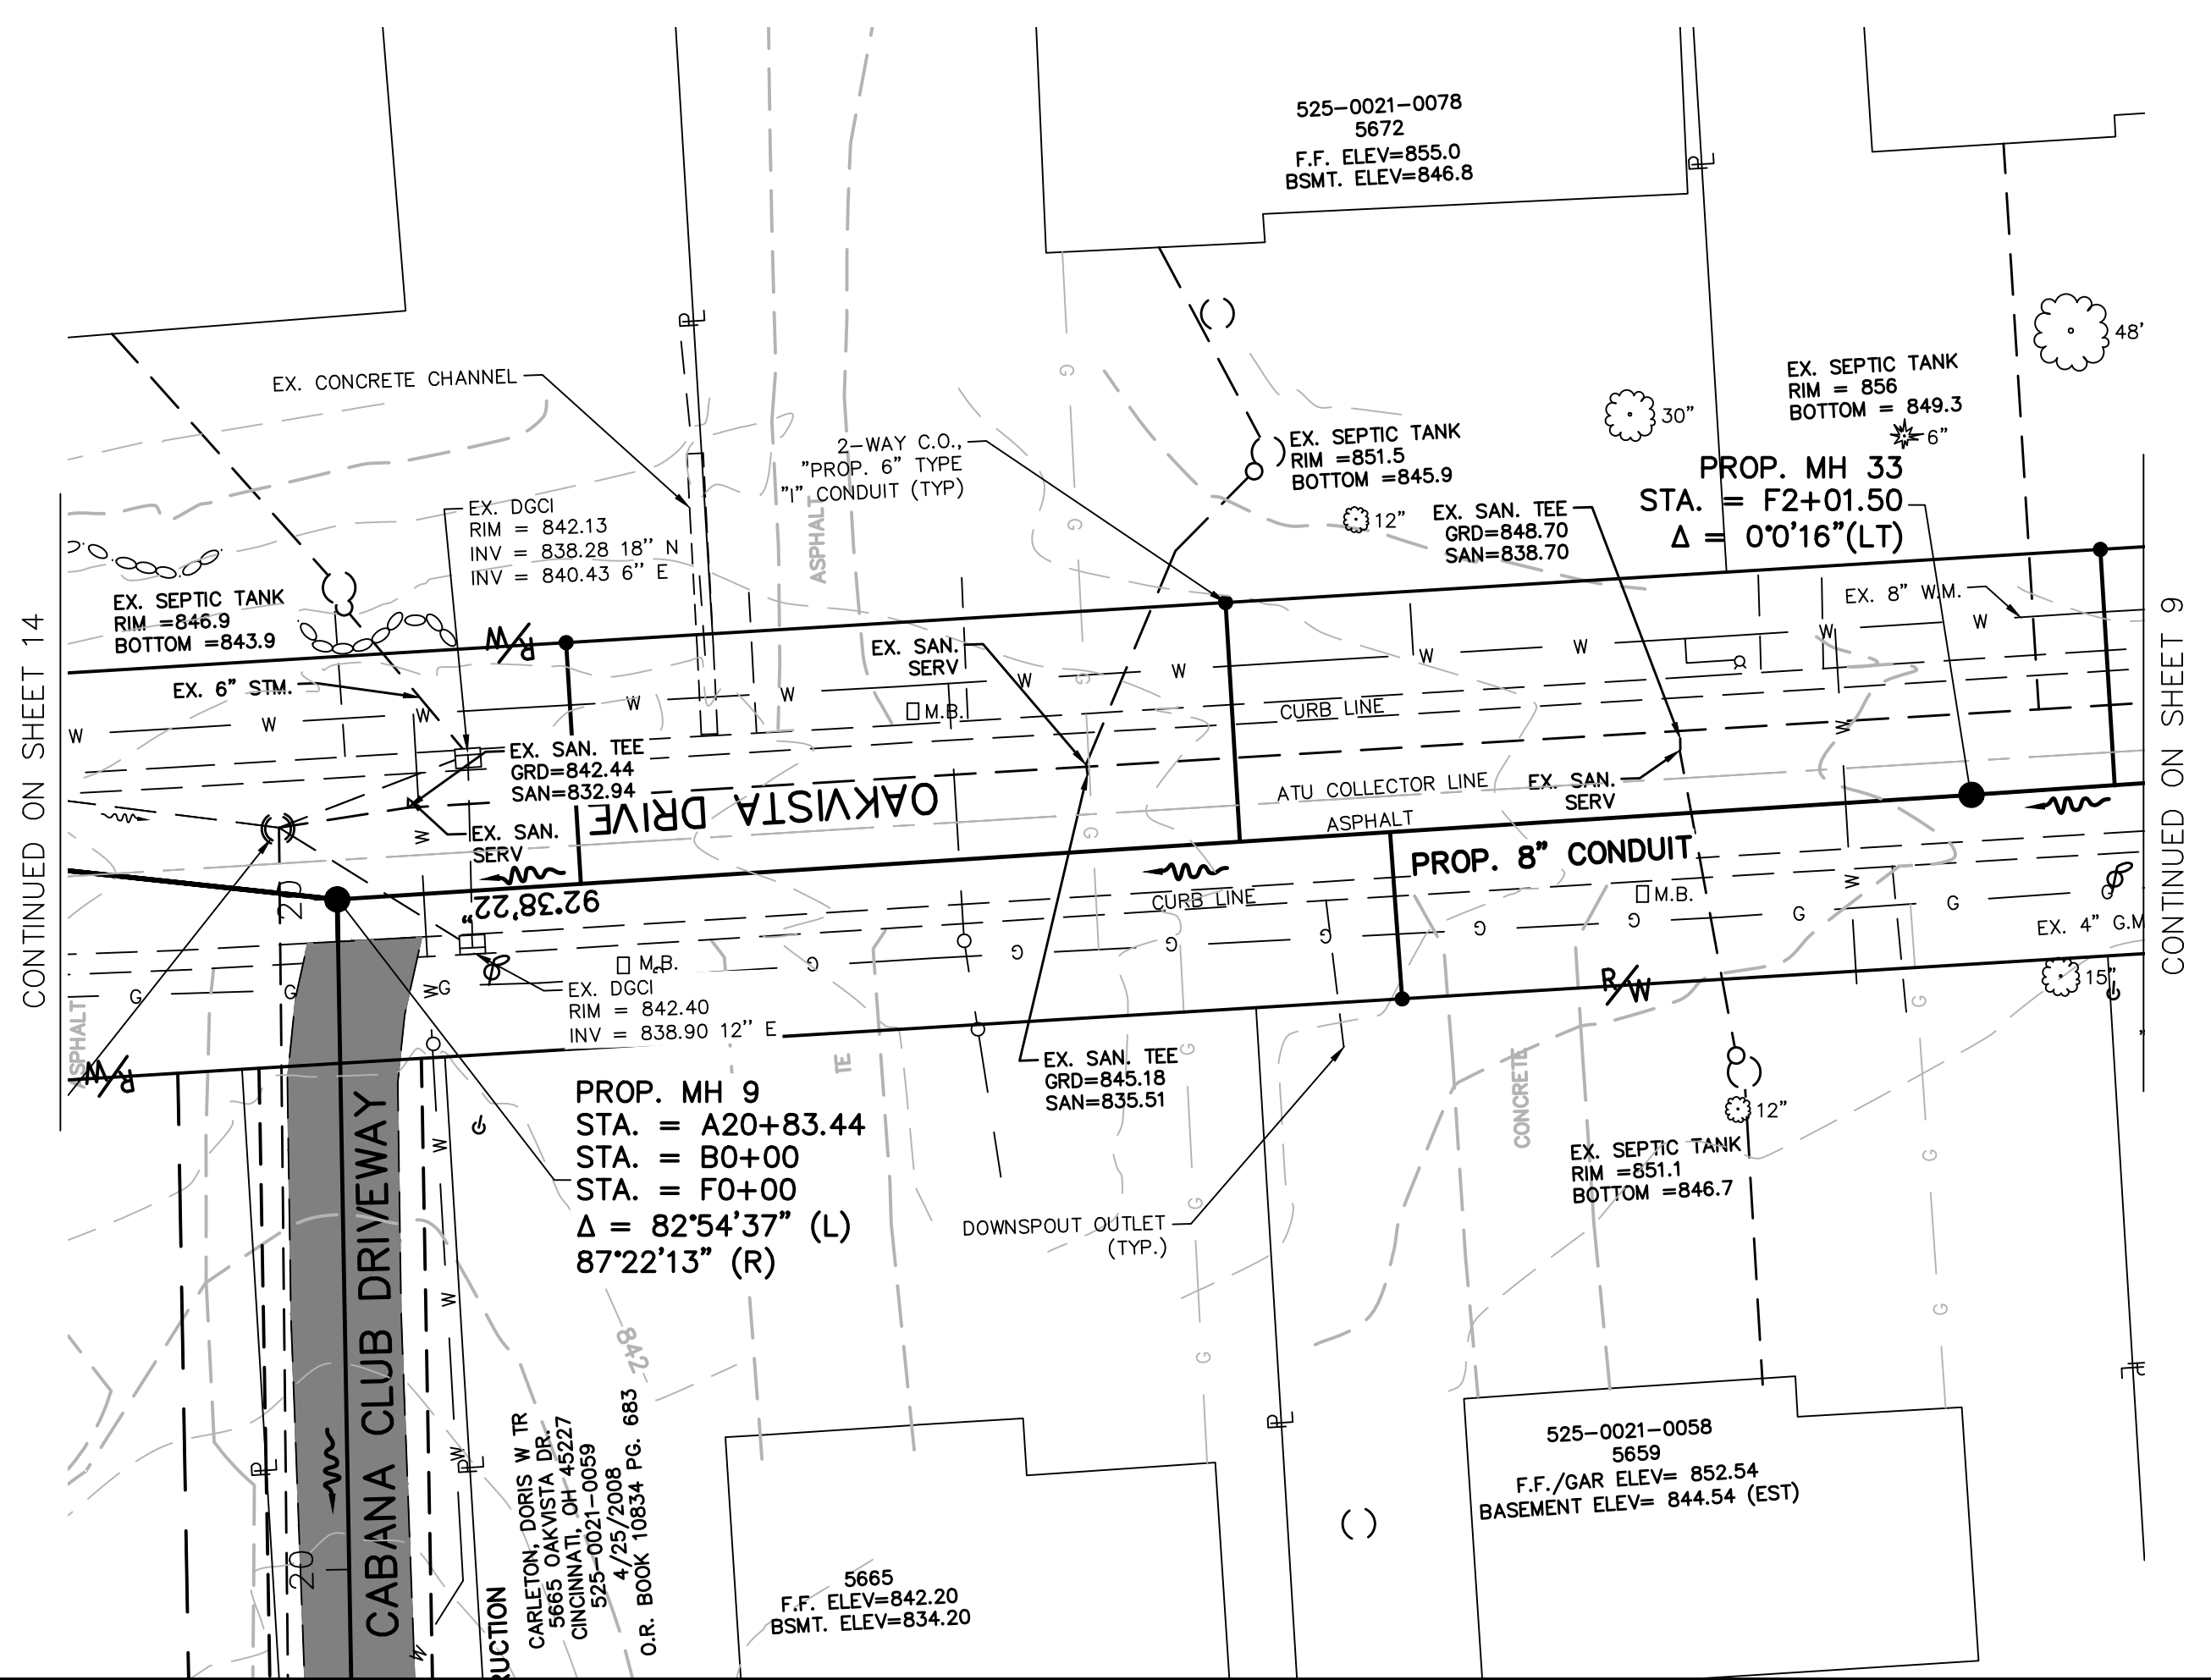 525-0021-0078
5672
F.F. ELEV=855.0
BSMT. ELEV=846.8
PL
48'
EX. SEPTIC TANK
RIM = 856
BOTTOM = 849.3
6"
30"
EX. CONCRETE CHANNEL
PL
G
2-WAY C.O.,
"PROP. 6" TYPE
"I" CONDUIT (TYP)
EX. SEPTIC TANK
RIM =851.5
BOTTOM =845.9
12"
EX. SAN. TEE
GRD=848.70
SAN=838.70
PROP. MH 33
STA. = F2+01.50
Δ = 0°0'16"(LT)
EX. DGCI
RIM = 842.13
INV = 838.28 18'' N
INV = 840.43 6'' E
ASPHALT
G
EX. SEPTIC TANK
RIM =846.9
BOTTOM =843.9
R/W
EX. 8" W.M.
W
W
W
W
EX. SAN.
SERV
EX. 6" STM.
W
W
W
W
W
W
W
G
M.B.
CURB LINE
W
CONTINUED ON SHEET 14
CONTINUED ON SHEET 9
EX. SAN. TEE
GRD=842.44
SAN=832.94
OAKVISTA DRIVE
ATU COLLECTOR LINE
ASPHALT
EX. SAN.
SERV
EX. SAN.
SERV
W
G
PROP. 8" CONDUIT
92°38'22"
CURB LINE
M.B.
W
G
G
G
G
G
G
G
G
EX. 4" G.M
20
M.B.
G
G
G
WG
G
R/W
15"
EX. DGCI
RIM = 842.40
INV = 838.90 12'' E
ASPHALT
R/W
TE
G
G
EX. SAN. TEE
GRD=845.18
SAN=835.51
CONCRETE
12"
EX. SEPTIC TANK
RIM =851.1
BOTTOM =846.7
PROP. MH 9
STA. = A20+83.44
STA. = B0+00
STA. = F0+00
Δ = 82°54'37" (L)
87°22'13" (R)
DOWNSPOUT OUTLET
(TYP.)
G
G
G
G
W
W
W
W
842
CABANA CLUB DRIVEWAY
20
PL
PL
PL
PL
CARLETON, DORIS W TR
5665 OAKVISTA DR.
CINCINNATI, OH 45227
525-0021-0059
4/25/2008
O.R. BOOK 10834 PG. 683
UCTION
525-0021-0058
5659
F.F./GAR ELEV= 852.54
BASEMENT ELEV= 844.54 (EST)
5665
F.F. ELEV=842.20
BSMT. ELEV=834.20